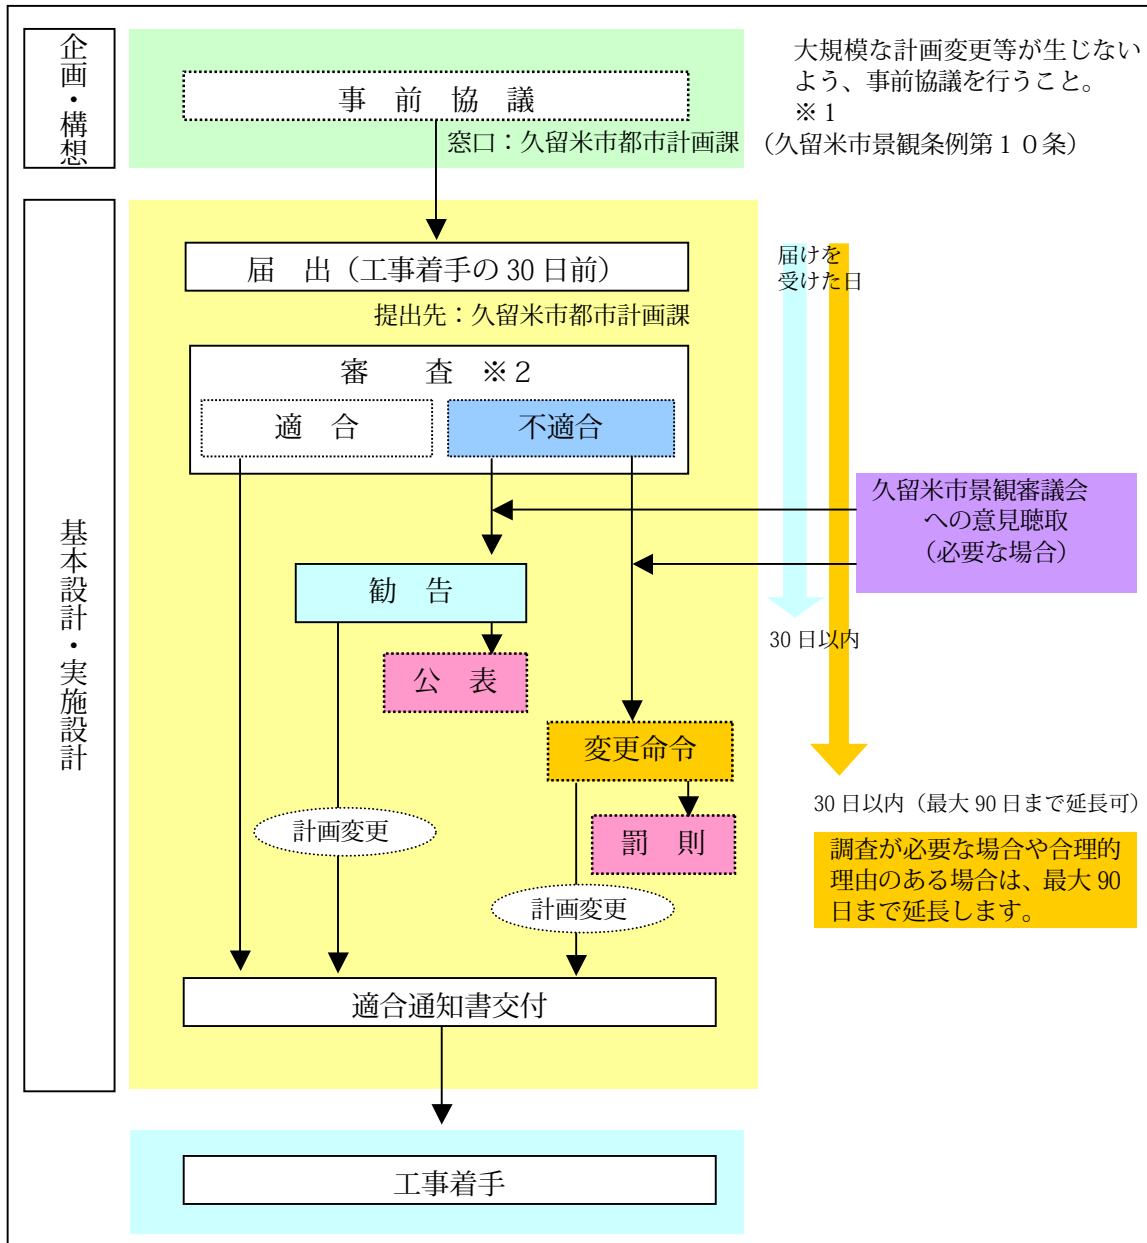 企画・構想
事 前 協 議
窓口：久留米市都市計画課
大規模な計画変更等が生じない
よう、事前協議を行うこと。
※１
（久留米市景観条例第１０条）
基本設計・実施設計
届 出（工事着手の 30 日前）
提出先：久留米市都市計画課
届けを
受けた日
審 査 ※２
適 合
不適合
久留米市景観審議会
への意見聴取
（必要な場合）
勧 告
30 日以内
公 表
変更命令
30 日以内（最大 90 日まで延長可）
計画変更
罰 則
調査が必要な場合や合理的
理由のある場合は、最大 90
日まで延長します。
計画変更
適合通知書交付
工事着手